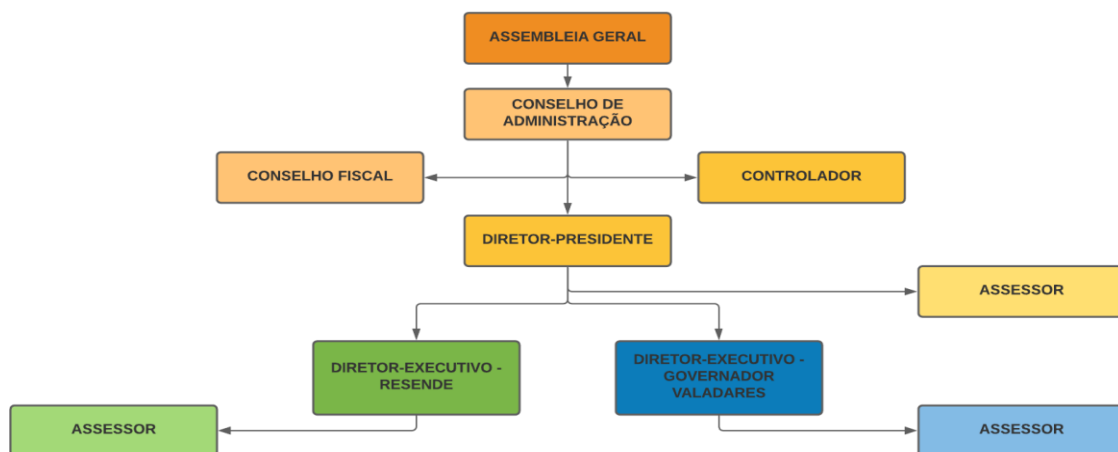 ASSEMBLEIA GERAL
CONSELHO DE
ADMINISTRAÇÃO
CONSELHO FISCAL
CONTROLADOR
DIRETOR-PRESIDENTE
ASSESSOR
DIRETOR-EXECUTIVO -
RESENDE
DIRETOR-EXECUTIVO -
GOVERNADOR
VALADARES
ASSESSOR
ASSESSOR